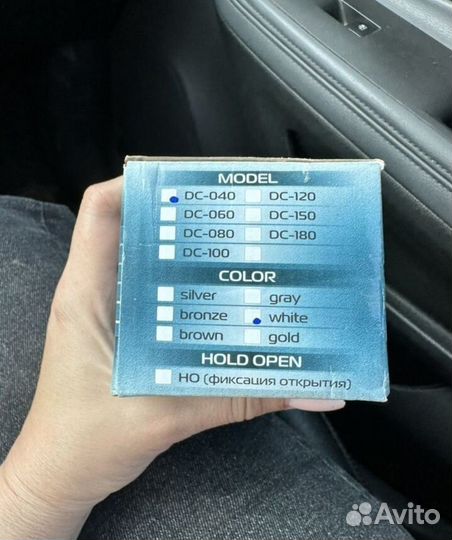 MODEL
DC-040 DC-120
DC-060 DC-150
DC-080 DC-180
DC-100
COLOR
silver gray
bronze white
brown gold
HOLD OPEN
HO (фиксация открытия)
Avito